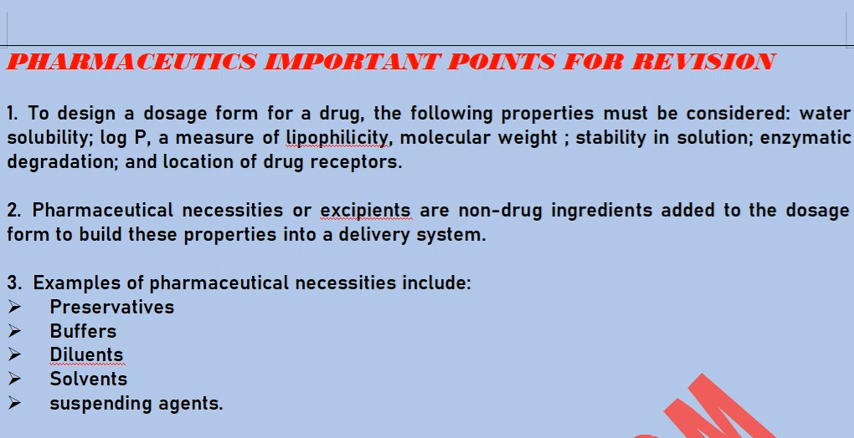 PHARMACEUTICS IMPORTANT POINTS FOR REVISION
1. To design a dosage form for a drug, the following properties must be considered: water
solubility; log P, a measure of lipophilicity, molecular weight ; stability in solution; enzymatic
degradation; and location of drug receptors.
2. Pharmaceutical necessities or excipients are non-drug ingredients added to the dosage
form to build these properties into a delivery system.
3. Examples of pharmaceutical necessities include:
➢ Preservatives
➢ Buffers
➢ Diluents
➢ Solvents
➢ suspending agents.